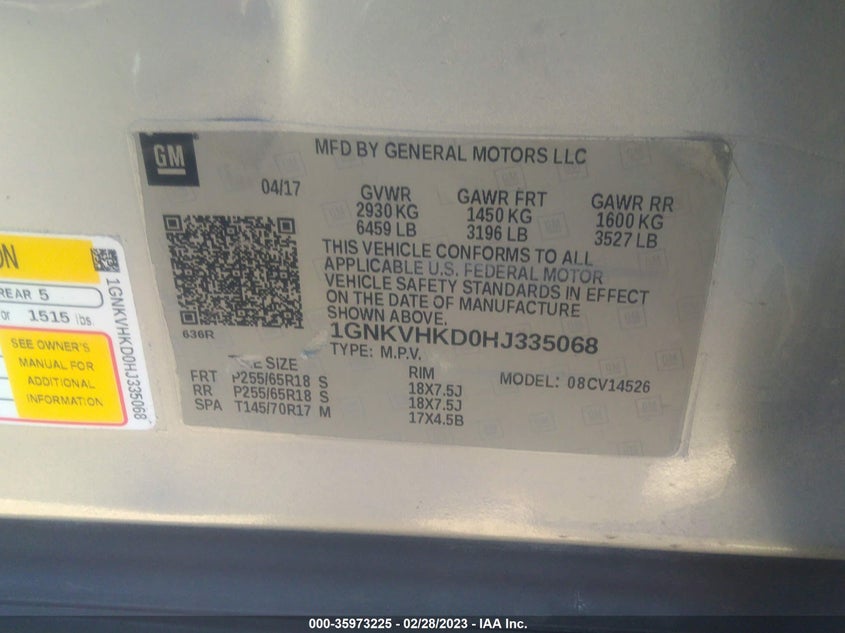 GM
MFD BY GENERAL MOTORS LLC
04/17
GVWR GAWR FRT GAWR RR
2930 KG 1450 KG 1600 KG
6459 LB 3196 LB 3527 LB
THIS VEHICLE CONFORMS TO ALL
APPLICABLE U.S. FEDERAL MOTOR
VEHICLE SAFETY STANDARDS IN EFFECT
ON THE DATE OF MANUFACTURE
SHOWN ABOVE.
636R
1GNKVHKD0HJ335068
TYPE: M.P.V.
SIZE RIM MODEL: 08CV14526
FRT P255/65R18 S 18X7.5J
RR P255/65R18 S 18X7.5J
SPA T145/70R17 M 17X4.5B
REAR 5
or 1515 lbs.
SEE OWNER'S
MANUAL FOR
ADDITIONAL
INFORMATION
1GNKVHKD0HJ335068
000-35973225 - 02/28/2023 - IAA Inc.